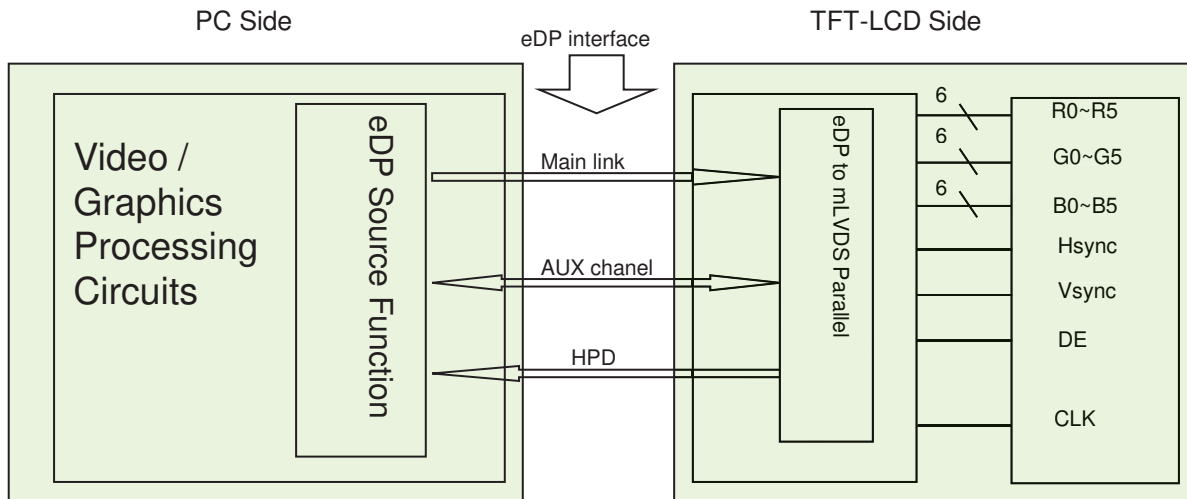 PC Side
TFT-LCD Side
eDP interface
Video /
Graphics
Processing
Circuits
eDP Source Function
Main link
AUX chanel
HPD
eDP to mLVDS Parallel
6
R0~R5
6
G0~G5
6
B0~B5
Hsync
Vsync
DE
CLK